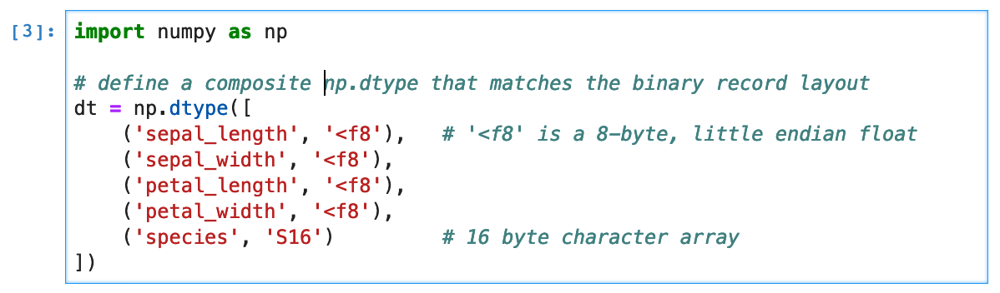 [3]:
import numpy as np
# define a composite np.dtype that matches the binary record layout
dt = np.dtype([
    ('sepal_length', '<f8'),   # '<f8' is a 8-byte, little endian float
    ('sepal_width', '<f8'),
    ('petal_length', '<f8'),
    ('petal_width', '<f8'),
    ('species', 'S16')         # 16 byte character array
])